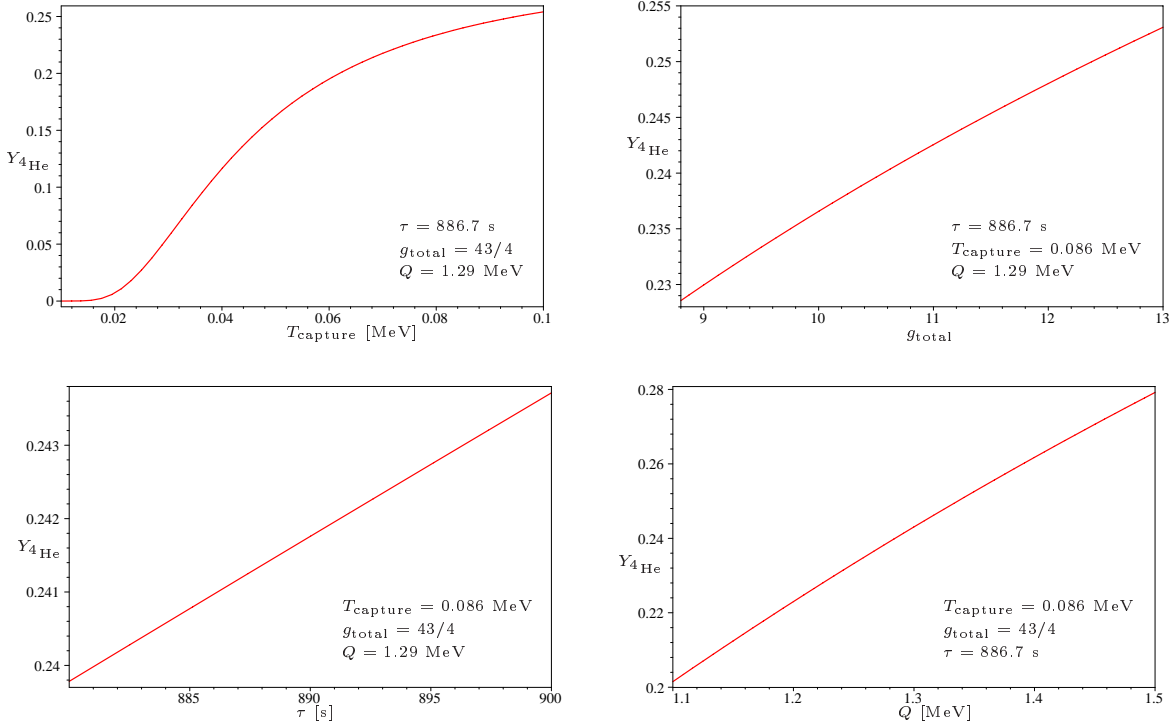 0.25
0.2
0.15
0.1
0.05
0
Y4He
τ = 886.7 s
gtotal = 43/4
Q = 1.29 MeV
0.02 0.04 0.06 0.08 0.1
Tcapture [MeV]
0.255
0.25
0.245
0.24
0.235
0.23
Y4He
τ = 886.7 s
Tcapture = 0.086 MeV
Q = 1.29 MeV
9 10 11 12 13
gtotal
0.243
0.242
0.241
0.24
Y4He
Tcapture = 0.086 MeV
gtotal = 43/4
Q = 1.29 MeV
885 890 895 900
τ [s]
0.28
0.26
0.24
0.22
0.2
Y4He
Tcapture = 0.086 MeV
gtotal = 43/4
τ = 886.7 s
1.1 1.2 1.3 1.4 1.5
Q [MeV]